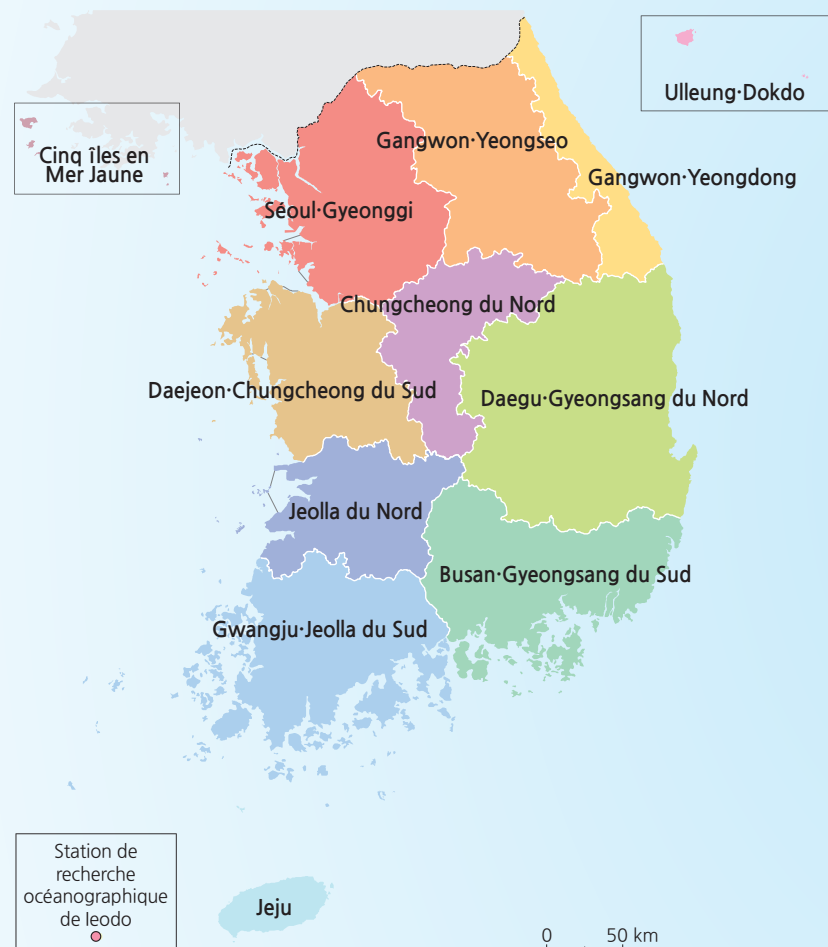 Ulleung·Dokdo
Cinq îles en
Mer Jaune
Gangwon·Yeongseo
Gangwon·Yeongdong
Séoul·Gyeonggi
Chungcheong du Nord
Daejeon·Chungcheong du Sud
Daegu·Gyeongsang du Nord
Jeolla du Nord
Busan·Gyeongsang du Sud
Gwangju·Jeolla du Sud
Station de
recherche
océanographique
de Ieodo
Jeju
0 50 km